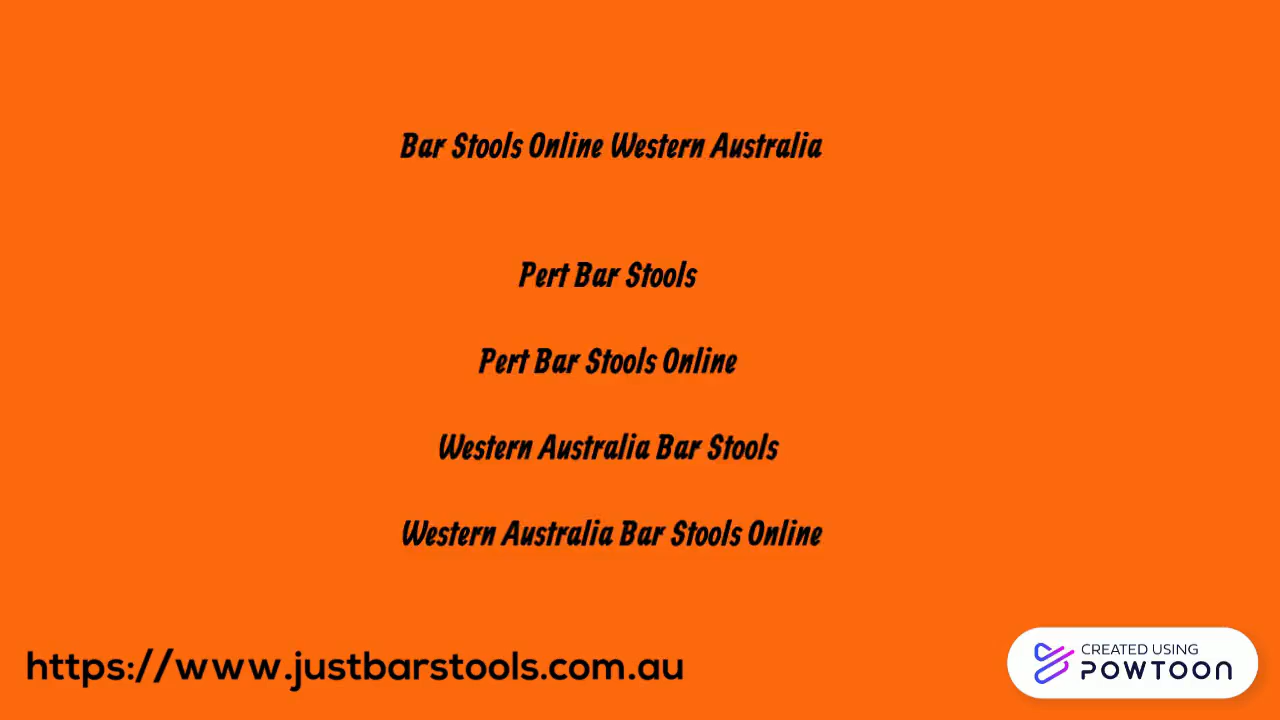 Bar Stools Online Western Australia
Pert Bar Stools
Pert Bar Stools Online
Western Australia Bar Stools
Western Australia Bar Stools Online
https://www.justbarstools.com.au
CREATED USING
POWTOON